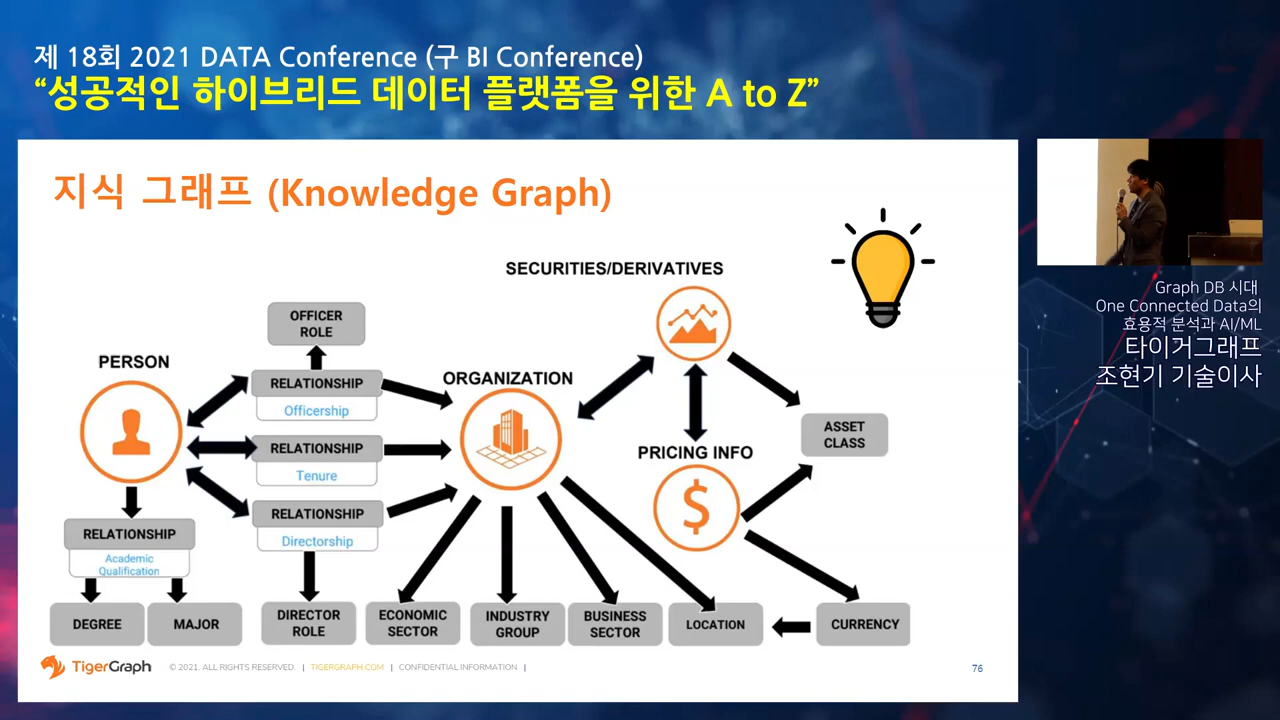 제 18회 2021 DATA Conference (구 BI Conference)
“성공적인 하이브리드 데이터 플랫폼을 위한 A to Z”
지식 그래프 (Knowledge Graph)
SECURITIES/DERIVATIVES
OFFICER
ROLE
PERSON
RELATIONSHIP
Officership
ORGANIZATION
RELATIONSHIP
Tenure
PRICING INFO
$
ASSET
CLASS
RELATIONSHIP
Directorship
RELATIONSHIP
Academic
Qualification
DEGREE
MAJOR
DIRECTOR
ROLE
ECONOMIC
SECTOR
INDUSTRY
GROUP
BUSINESS
SECTOR
LOCATION
CURRENCY
TigerGraph
© 2021. ALL RIGHTS RESERVED. | TIGERGRAPH.COM | CONFIDENTIAL INFORMATION |
76
Graph DB 시대
One Connected Data의
효용적 분석과 AI/ML
타이거그래프
조현기 기술이사